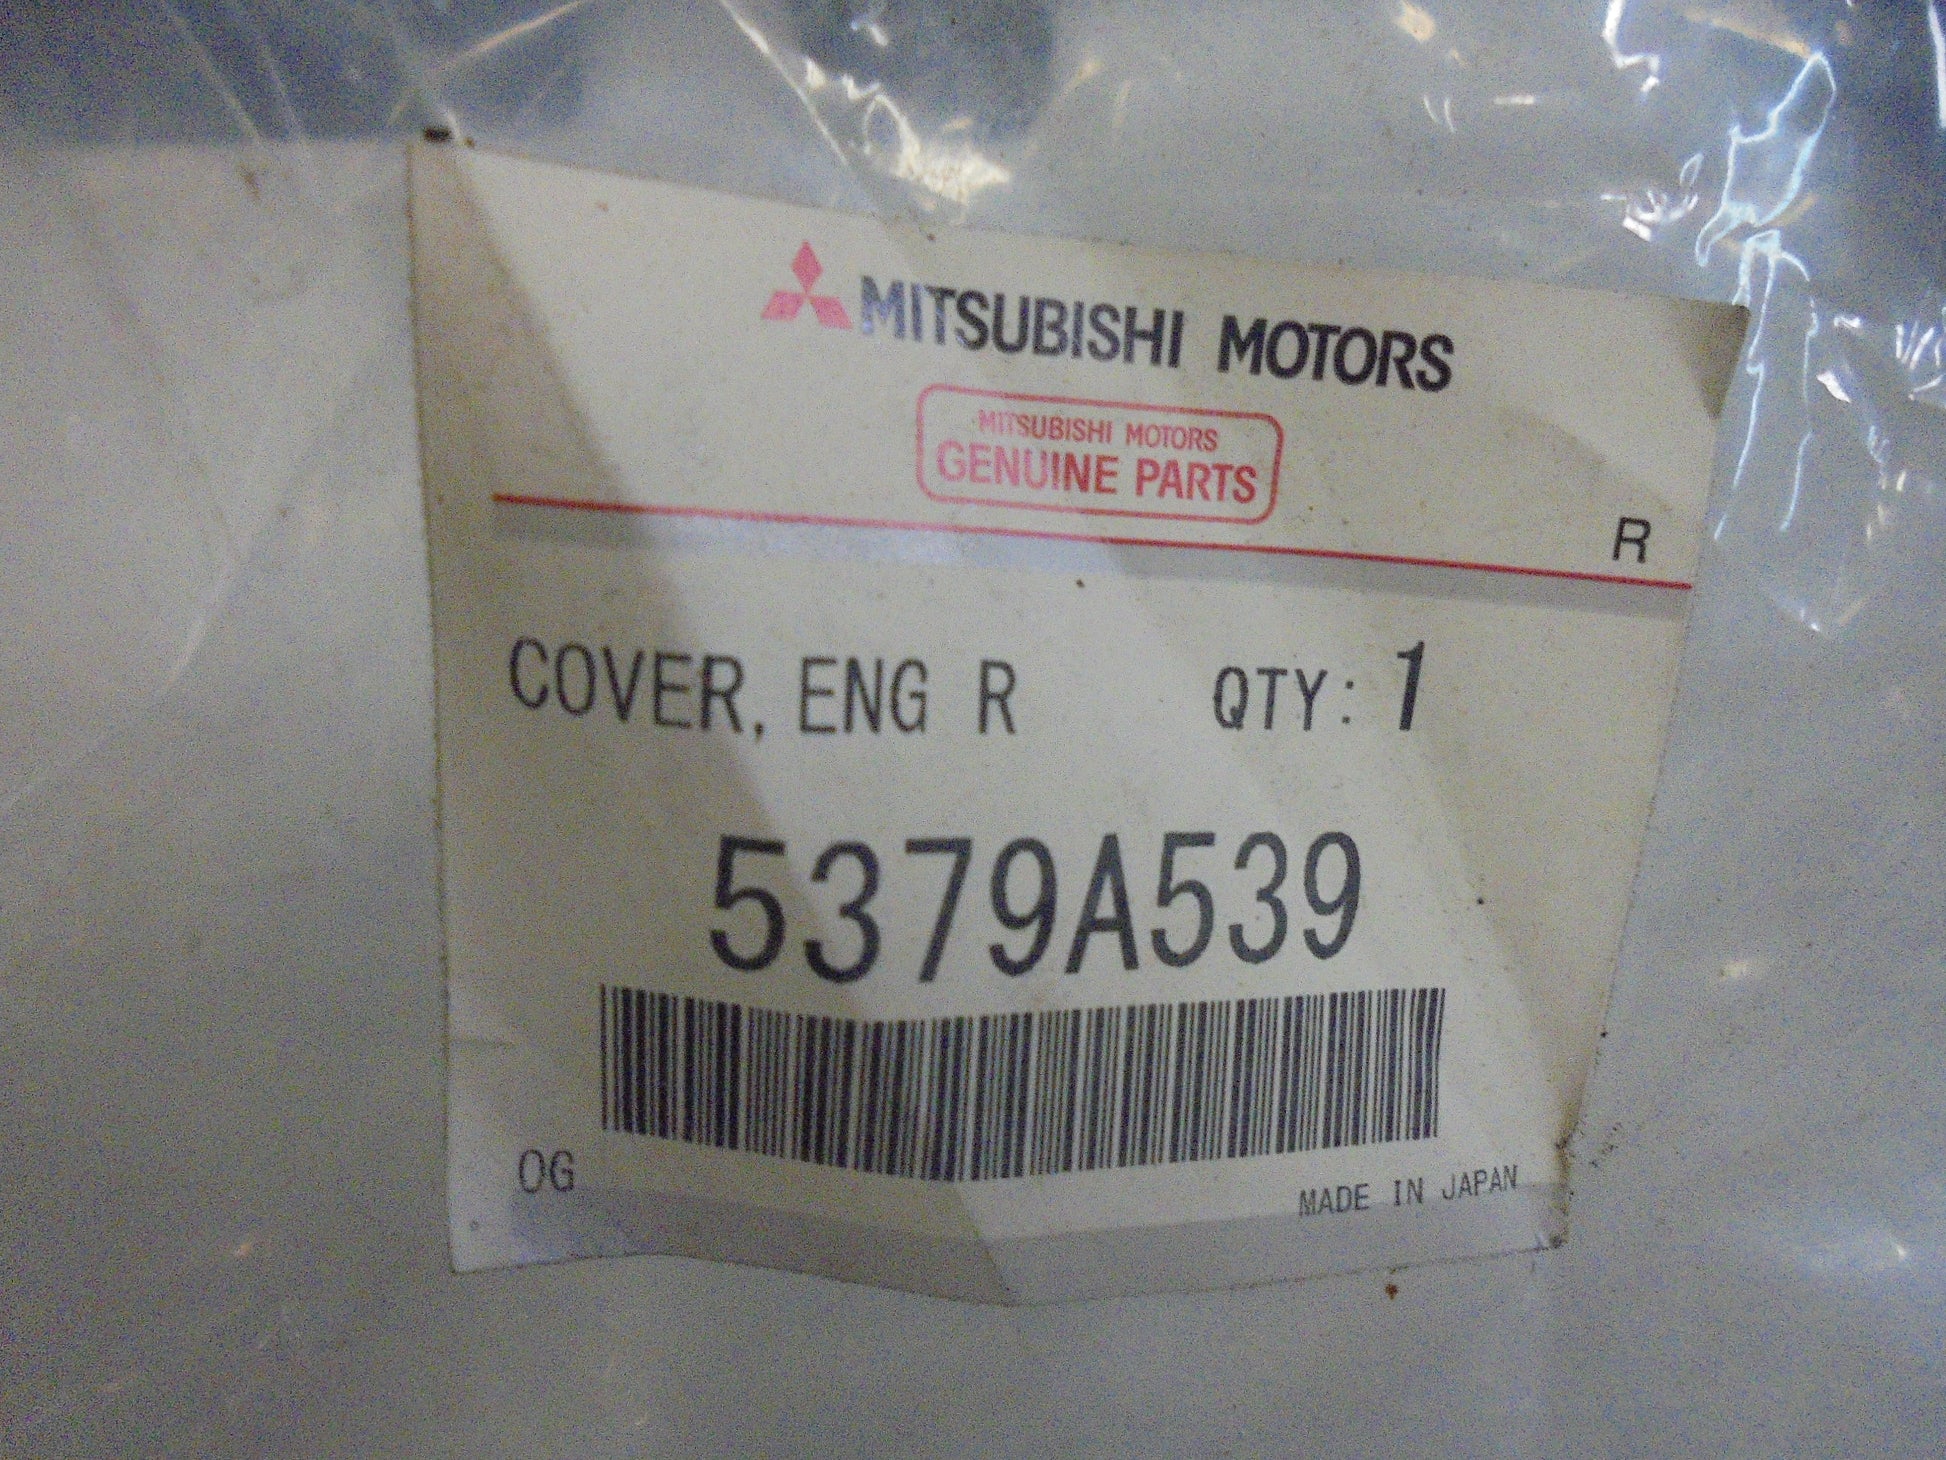 MITSUBISHI MOTORS
MITSUBISHI MOTORS
GENUINE PARTS
R
COVER, ENG R QTY: 1
5379A539
OG
MADE IN JAPAN